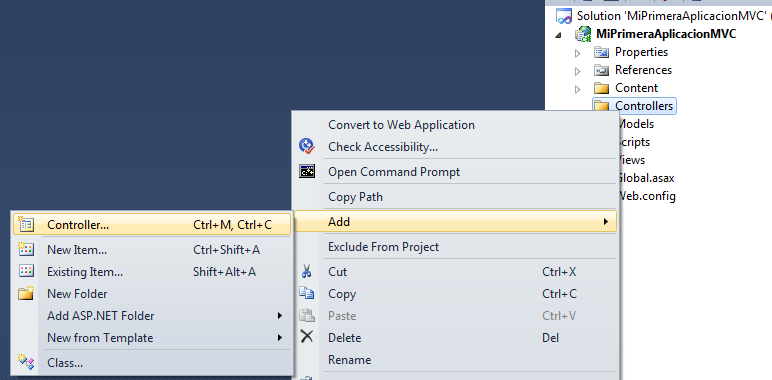 Solution 'MiPrimeraAplicacionMVC' (
MiPrimeraAplicacionMVC
Properties
References
Content
Controllers
Models
Scripts
Views
Global.asax
Web.config
Convert to Web Application
Check Accessibility...
Open Command Prompt
Copy Path
Add
Exclude From Project
Cut Ctrl+X
Copy Ctrl+C
Paste Ctrl+V
Delete Del
Rename
Controller... Ctrl+M, Ctrl+C
New Item... Ctrl+Shift+A
Existing Item... Shift+Alt+A
New Folder
Add ASP.NET Folder
New from Template
Class...